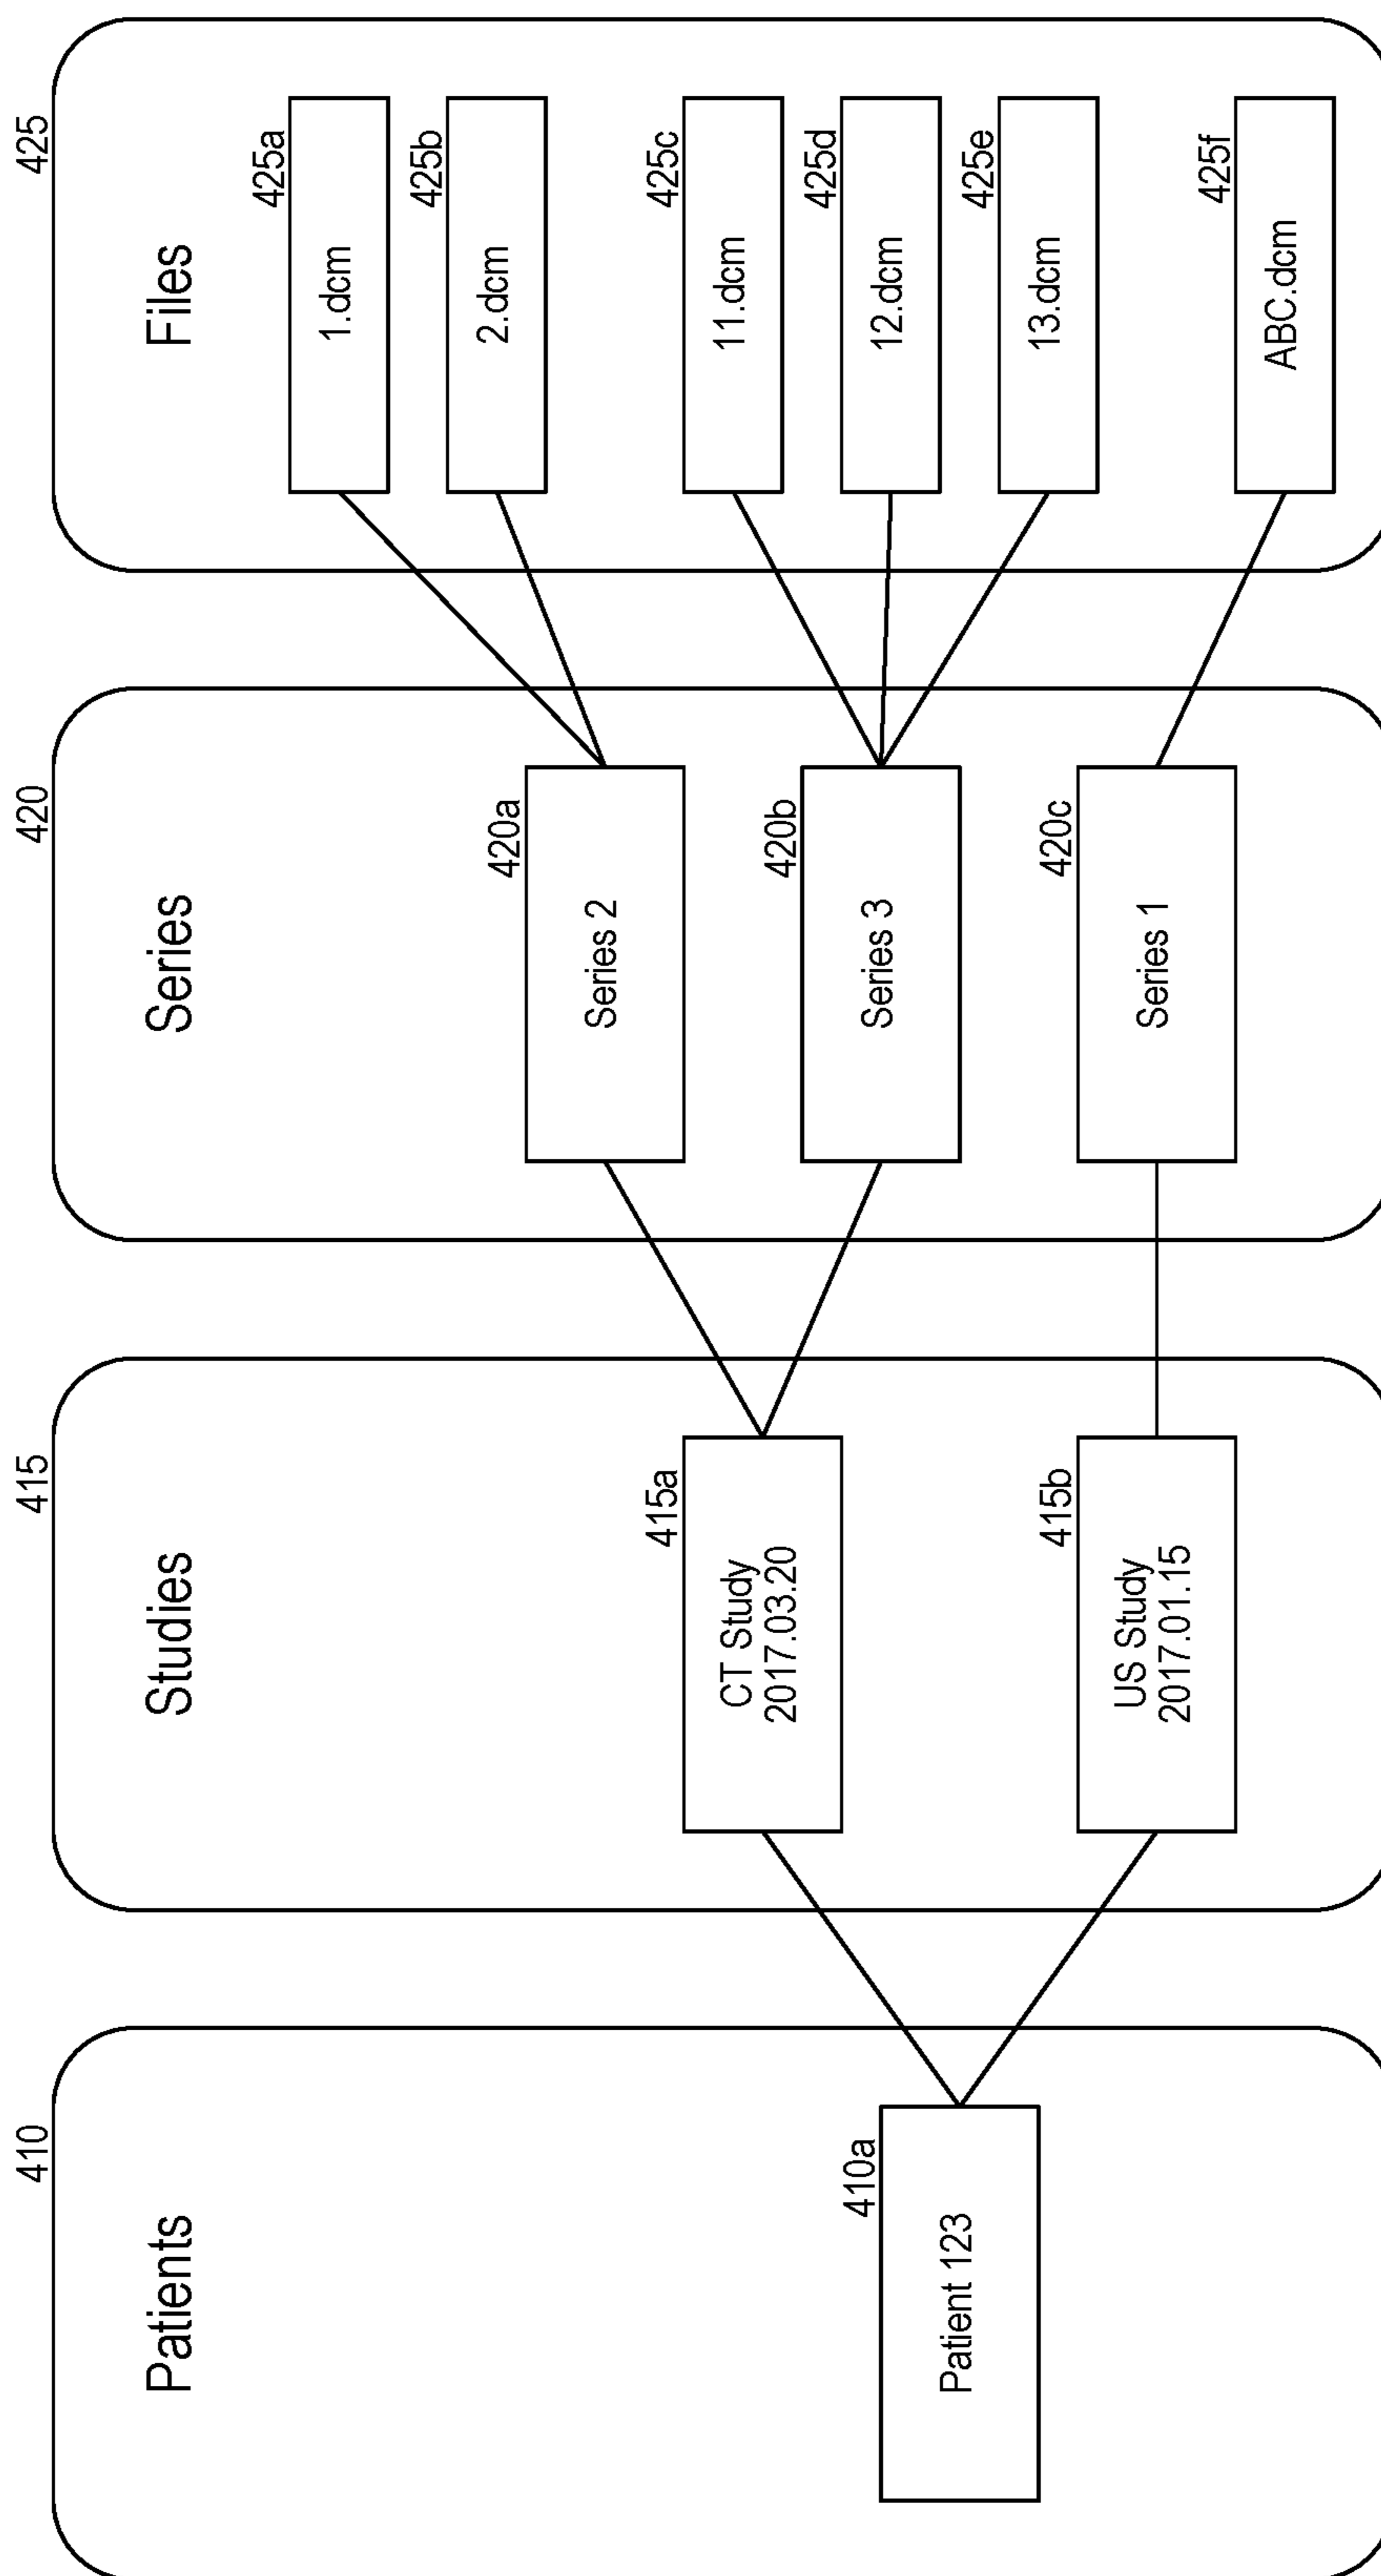 410
Patients
410a
Patient 123
415
Studies
415a
CT Study
2017.03.20
415b
US Study
2017.01.15
420
Series
420a
Series 2
420b
Series 3
420c
Series 1
425
Files
425a
1.dcm
425b
2.dcm
425c
11.dcm
425d
12.dcm
425e
13.dcm
425f
ABC.dcm